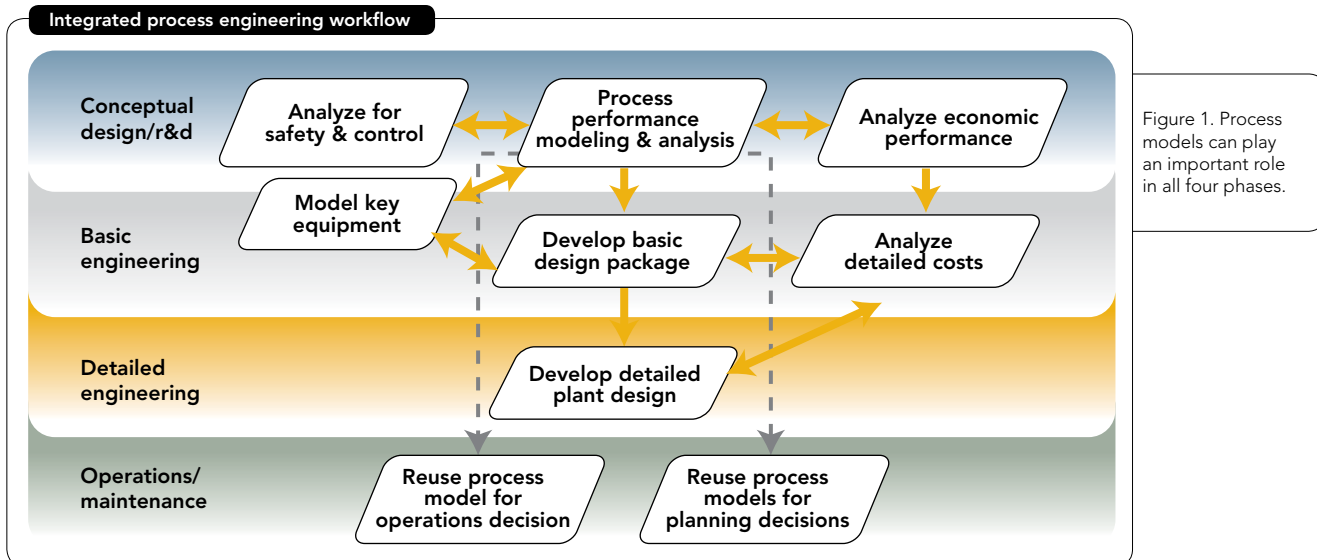 Integrated process engineering workflow
Conceptual
design/r&d
Analyze for
safety & control
Process
performance
modeling & analysis
Analyze economic
performance
Figure 1. Process
models can play
an important role
in all four phases.
Model key
equipment
Basic
engineering
Develop basic
design package
Analyze
detailed costs
Detailed
engineering
Develop detailed
plant design
Operations/
maintenance
Reuse process
model for
operations decision
Reuse process
models for
planning decisions